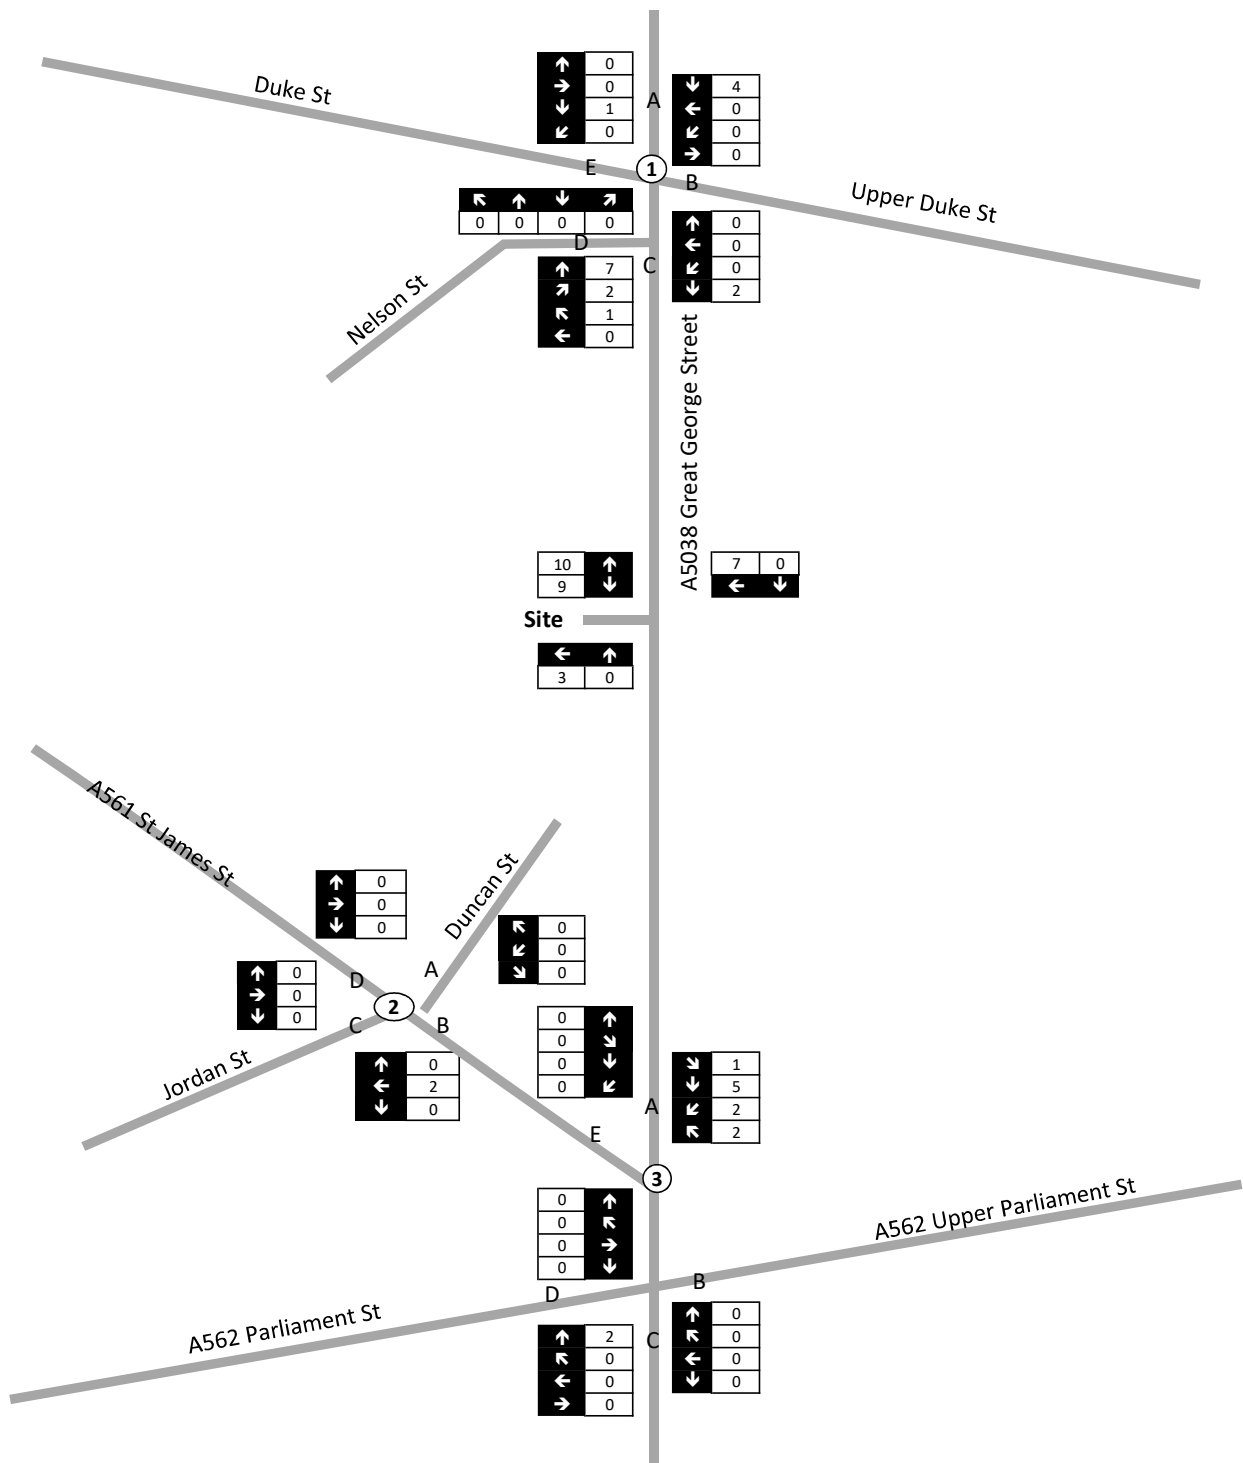 ↑ 0
→ 0
↓ 1
↙ 0
A
↓ 4
← 0
↙ 0
→ 0
Duke St
E
1
B
Upper Duke St
↖ ↑ ↓ ↗
0 0 0 0
D
Nelson St
↑ 7
↗ 2
↖ 1
← 0
C
↑ 0
← 0
↙ 0
↓ 2
A5038 Great George Street
10 ↑
9 ↓
7 0
← ↓
Site
← ↑
3 0
A561 St James St
↑ 0
→ 0
↓ 0
Duncan St
A
↖ 0
↙ 0
↘ 0
↑ 0
→ 0
↓ 0
D
2
C
B
Jordan St
↑ 0
← 2
↓ 0
0 ↑
0 ↘
0 ↓
0 ↙
A
↘ 1
↓ 5
↙ 2
↖ 2
E
3
0 ↑
0 ↖
0 →
0 ↓
A562 Upper Parliament St
B
D
A562 Parliament St
↑ 2
↖ 0
← 0
→ 0
C
↑ 0
↖ 0
← 0
↓ 0